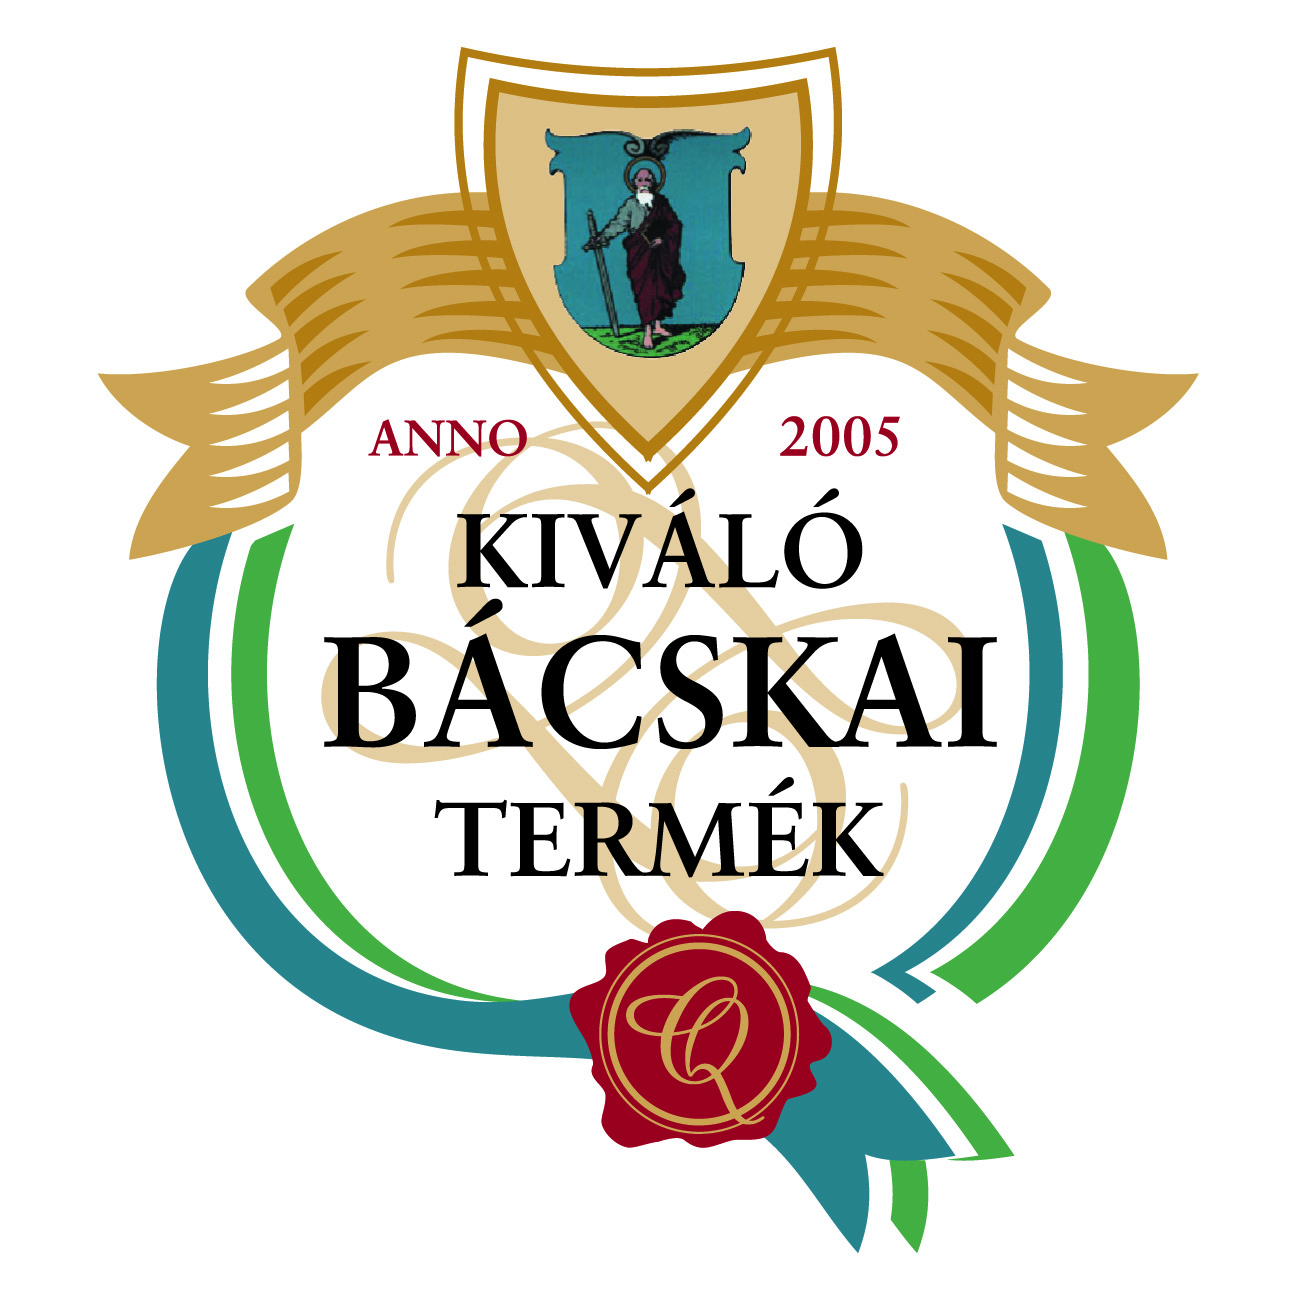 ANNO 2005
KIVÁLÓ
BÁCSKAI
TERMÉK
Q